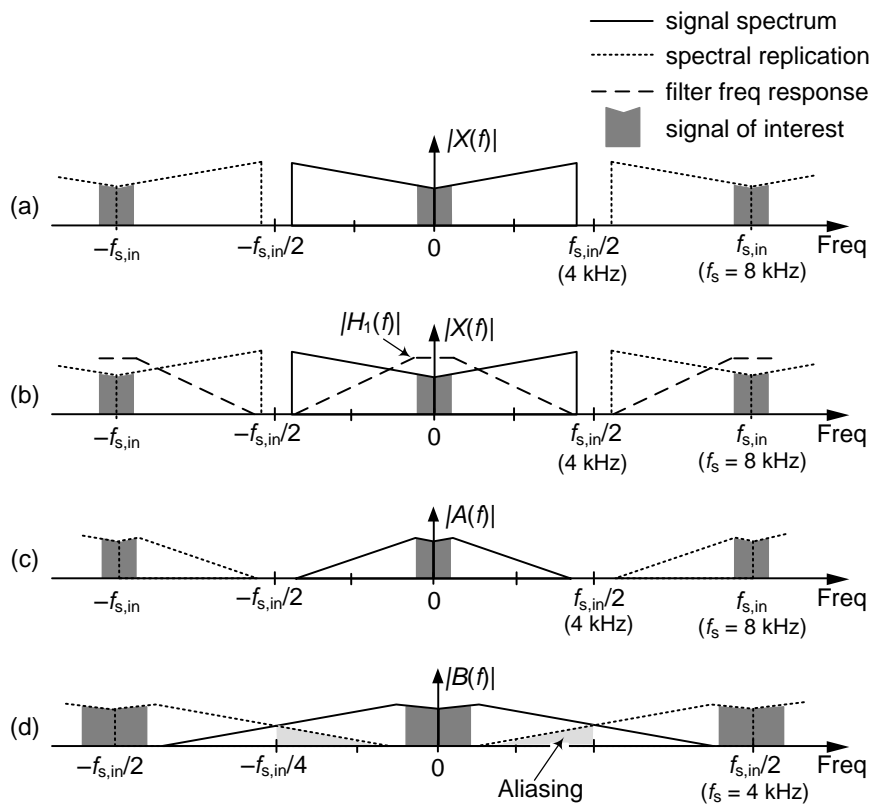 signal spectrum
spectral replication
filter freq response
signal of interest
(a)
|X(f)|
–fs,in
–fs,in/2
0
fs,in/2
(4 kHz)
fs,in
(fs = 8 kHz)
Freq
(b)
|H1(f)|
|X(f)|
–fs,in
–fs,in/2
0
fs,in/2
(4 kHz)
fs,in
(fs = 8 kHz)
Freq
(c)
|A(f)|
–fs,in
–fs,in/2
0
fs,in/2
(4 kHz)
fs,in
(fs = 8 kHz)
Freq
(d)
|B(f)|
–fs,in/2
–fs,in/4
0
Aliasing
fs,in/2
(fs = 4 kHz)
Freq